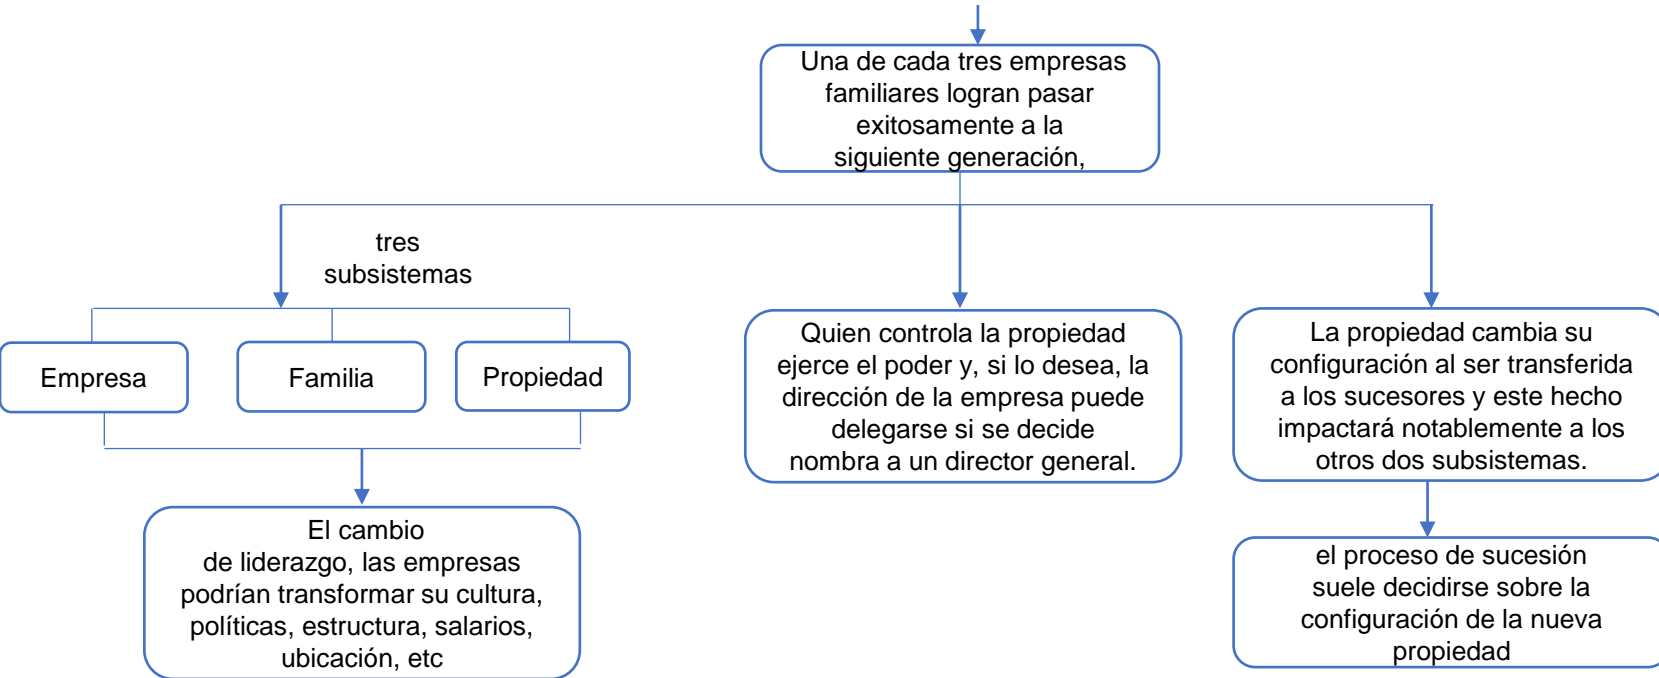 Una de cada tres empresas
familiares logran pasar
exitosamente a la
siguiente generación,
tres
subsistemas
Empresa
Familia
Propiedad
El cambio
de liderazgo, las empresas
podrían transformar su cultura,
políticas, estructura, salarios,
ubicación, etc
Quien controla la propiedad
ejerce el poder y, si lo desea, la
dirección de la empresa puede
delegarse si se decide
nombra a un director general.
La propiedad cambia su
configuración al ser transferida
a los sucesores y este hecho
impactará notablemente a los
otros dos subsistemas.
el proceso de sucesión
suele decidirse sobre la
configuración de la nueva
propiedad